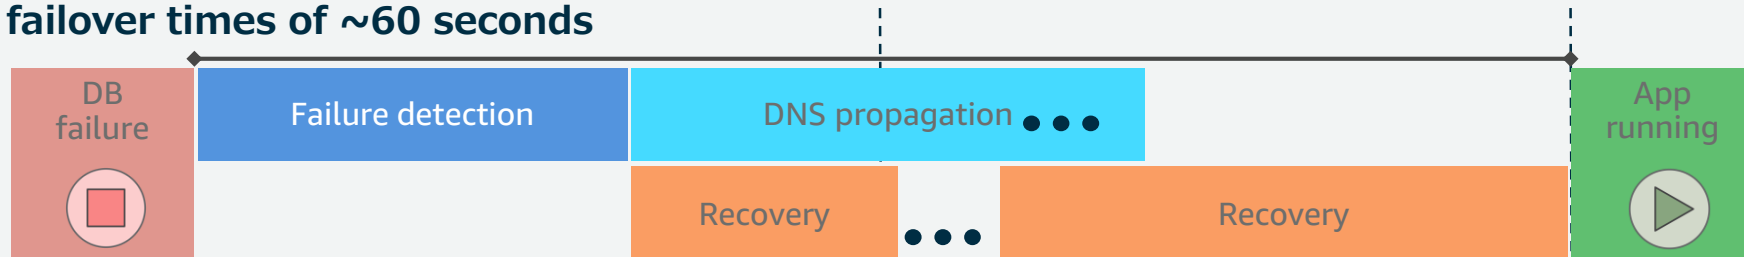 failover times of ~60 seconds
DB
failure
Failure detection
DNS propagation
App
running
Recovery
Recovery